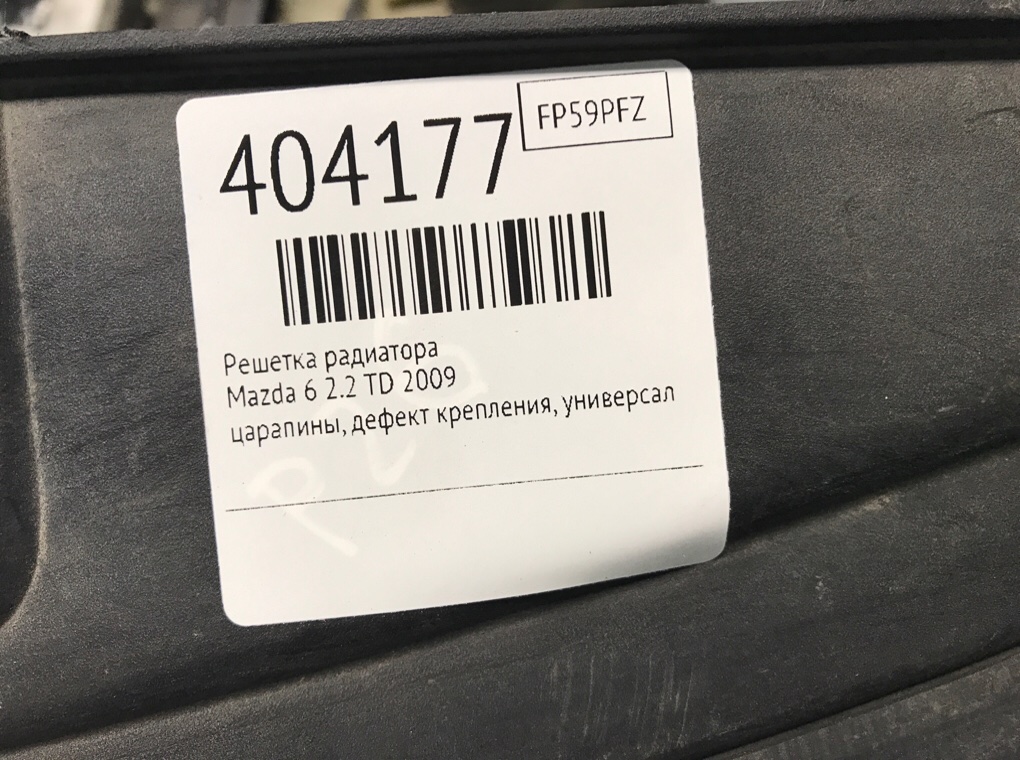 FP59PFZ
404177
Решетка радиатора
Mazda 6 2.2 TD 2009
царапины, дефект крепления, универсал